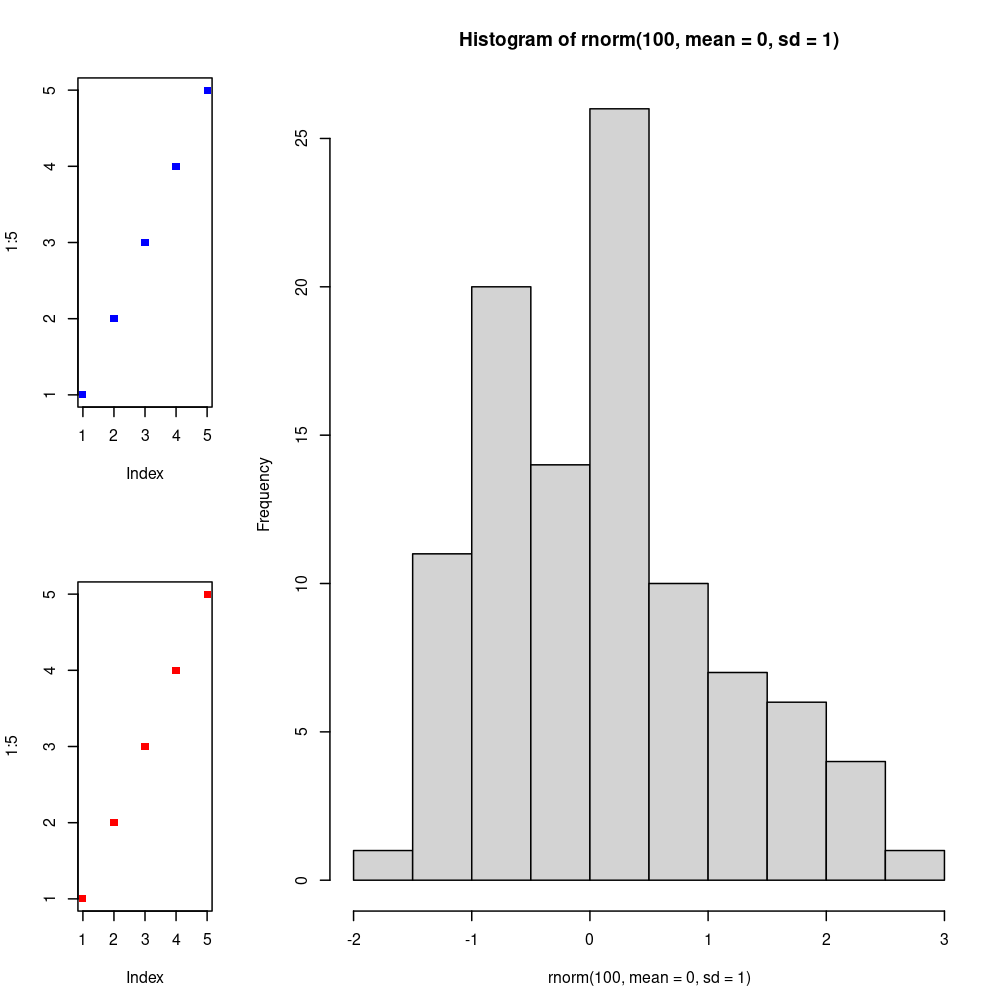 5
4
3
2
1
1:5
1 2 3 4 5
Index
5
4
3
2
1
1:5
1 2 3 4 5
Index
Histogram of rnorm(100, mean = 0, sd = 1)
25
20
15
10
5
0
Frequency
-2 -1 0 1 2 3
rnorm(100, mean = 0, sd = 1)